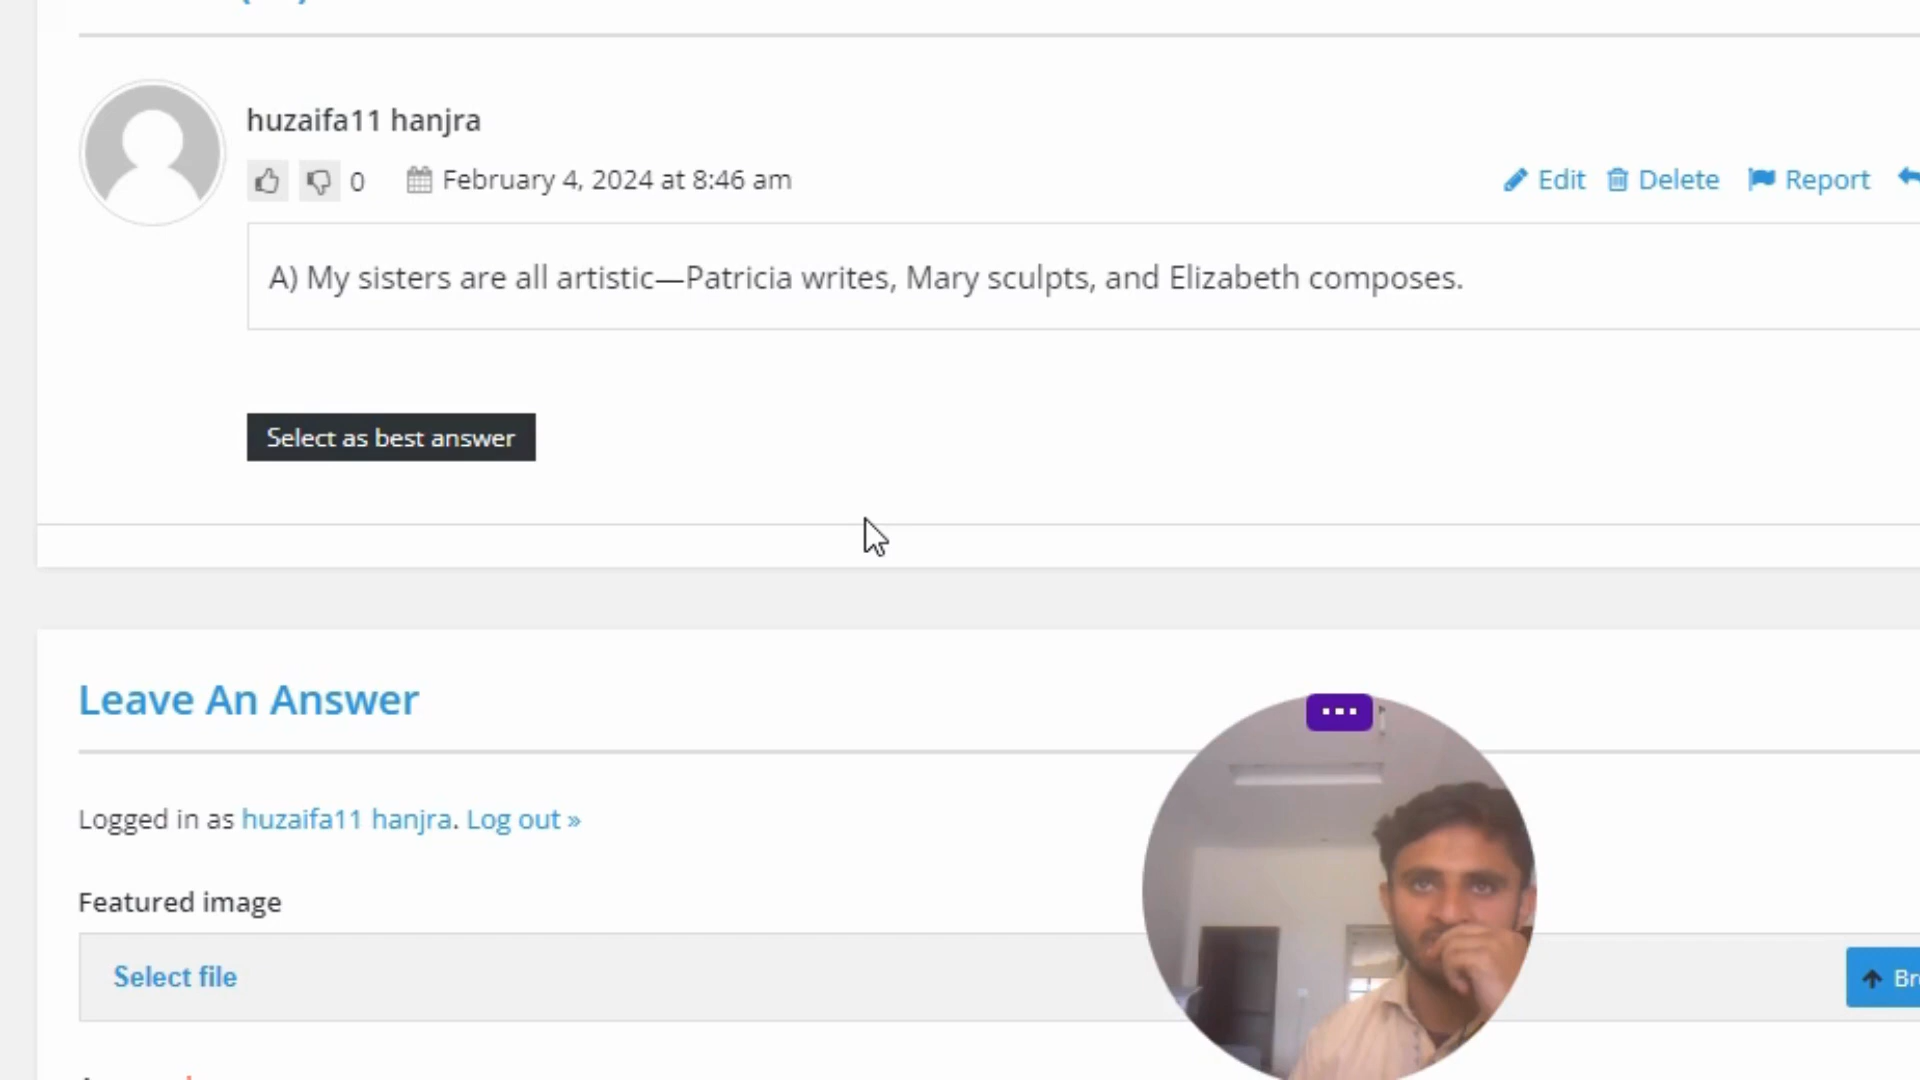 huzaifa11 hanjra
0 February 4, 2024 at 8:46 am Edit Delete Report
A) My sisters are all artistic—Patricia writes, Mary sculpts, and Elizabeth composes.
Select as best answer
Leave An Answer
Logged in as huzaifa11 hanjra. Log out »
Featured image
Select file